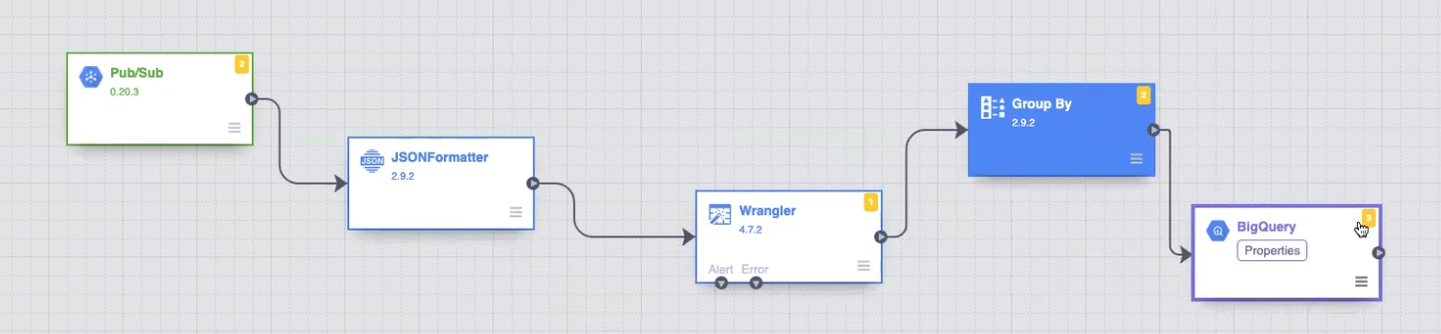 Pub/Sub
2
0.20.3
JSON
JSONFormatter
2.9.2
Wrangler
1
4.7.2
Alert Error
Group By
2
2.9.2
BigQuery
3
Properties